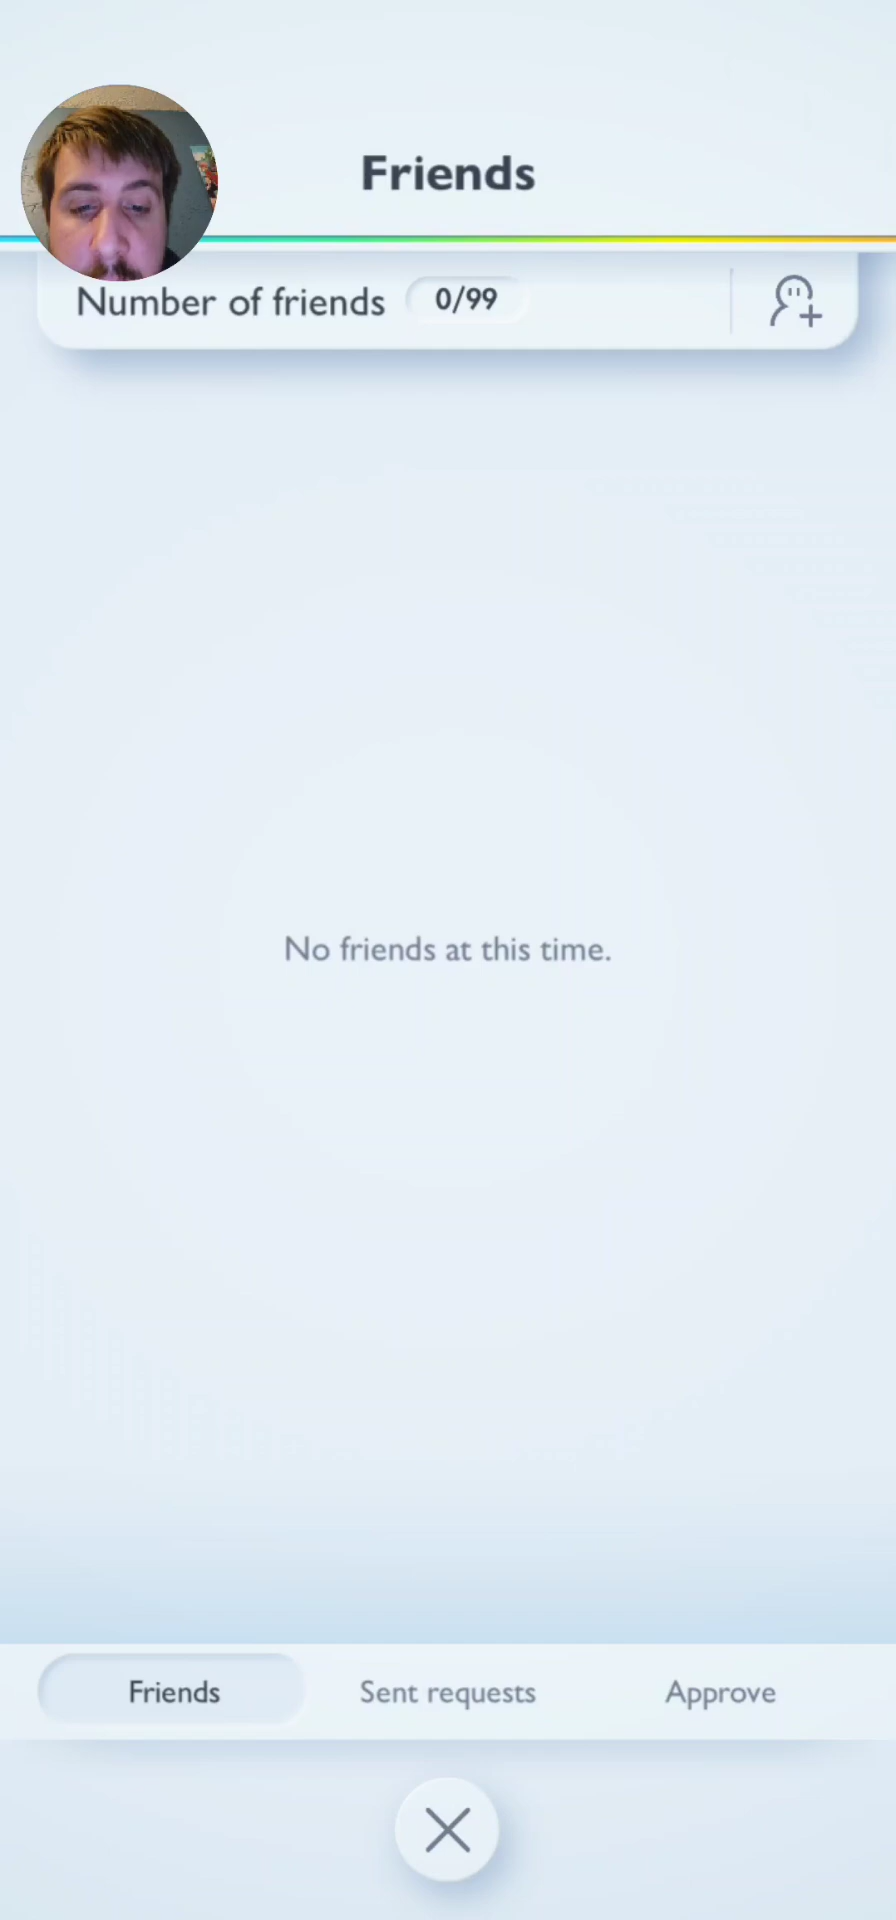 Friends
Number of friends 0/99
No friends at this time.
Friends Sent requests Approve